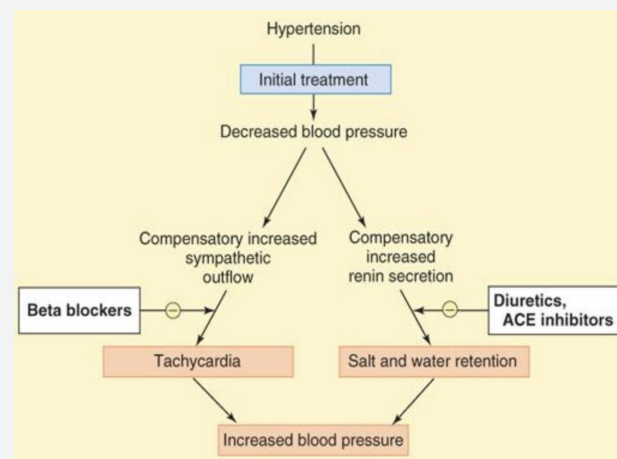 Hypertension
Initial treatment
Decreased blood pressure
Compensatory increased
sympathetic
outflow
Compensatory
increased
renin secretion
Beta blockers
−
−
Diuretics,
ACE inhibitors
Tachycardia
Salt and water retention
Increased blood pressure